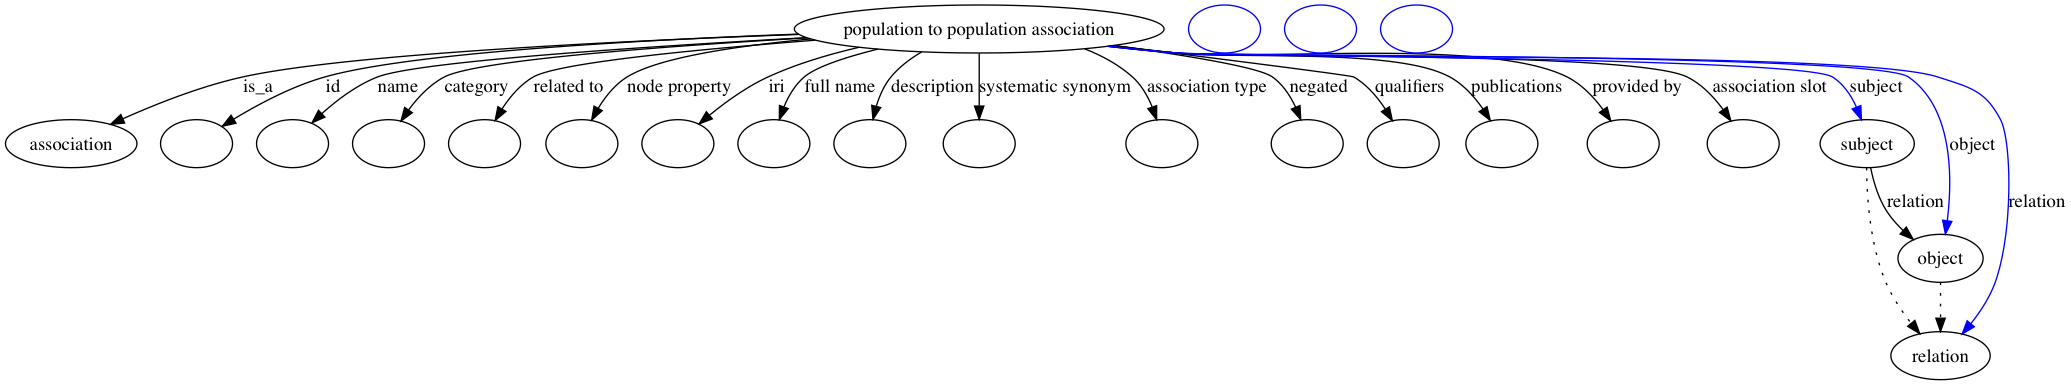 population to population association
is_a
id
name
category
related to
node property
iri
full name
description
systematic synonym
association type
negated
qualifiers
publications
provided by
association slot
subject
association
subject
object
relation
relation
object
relation